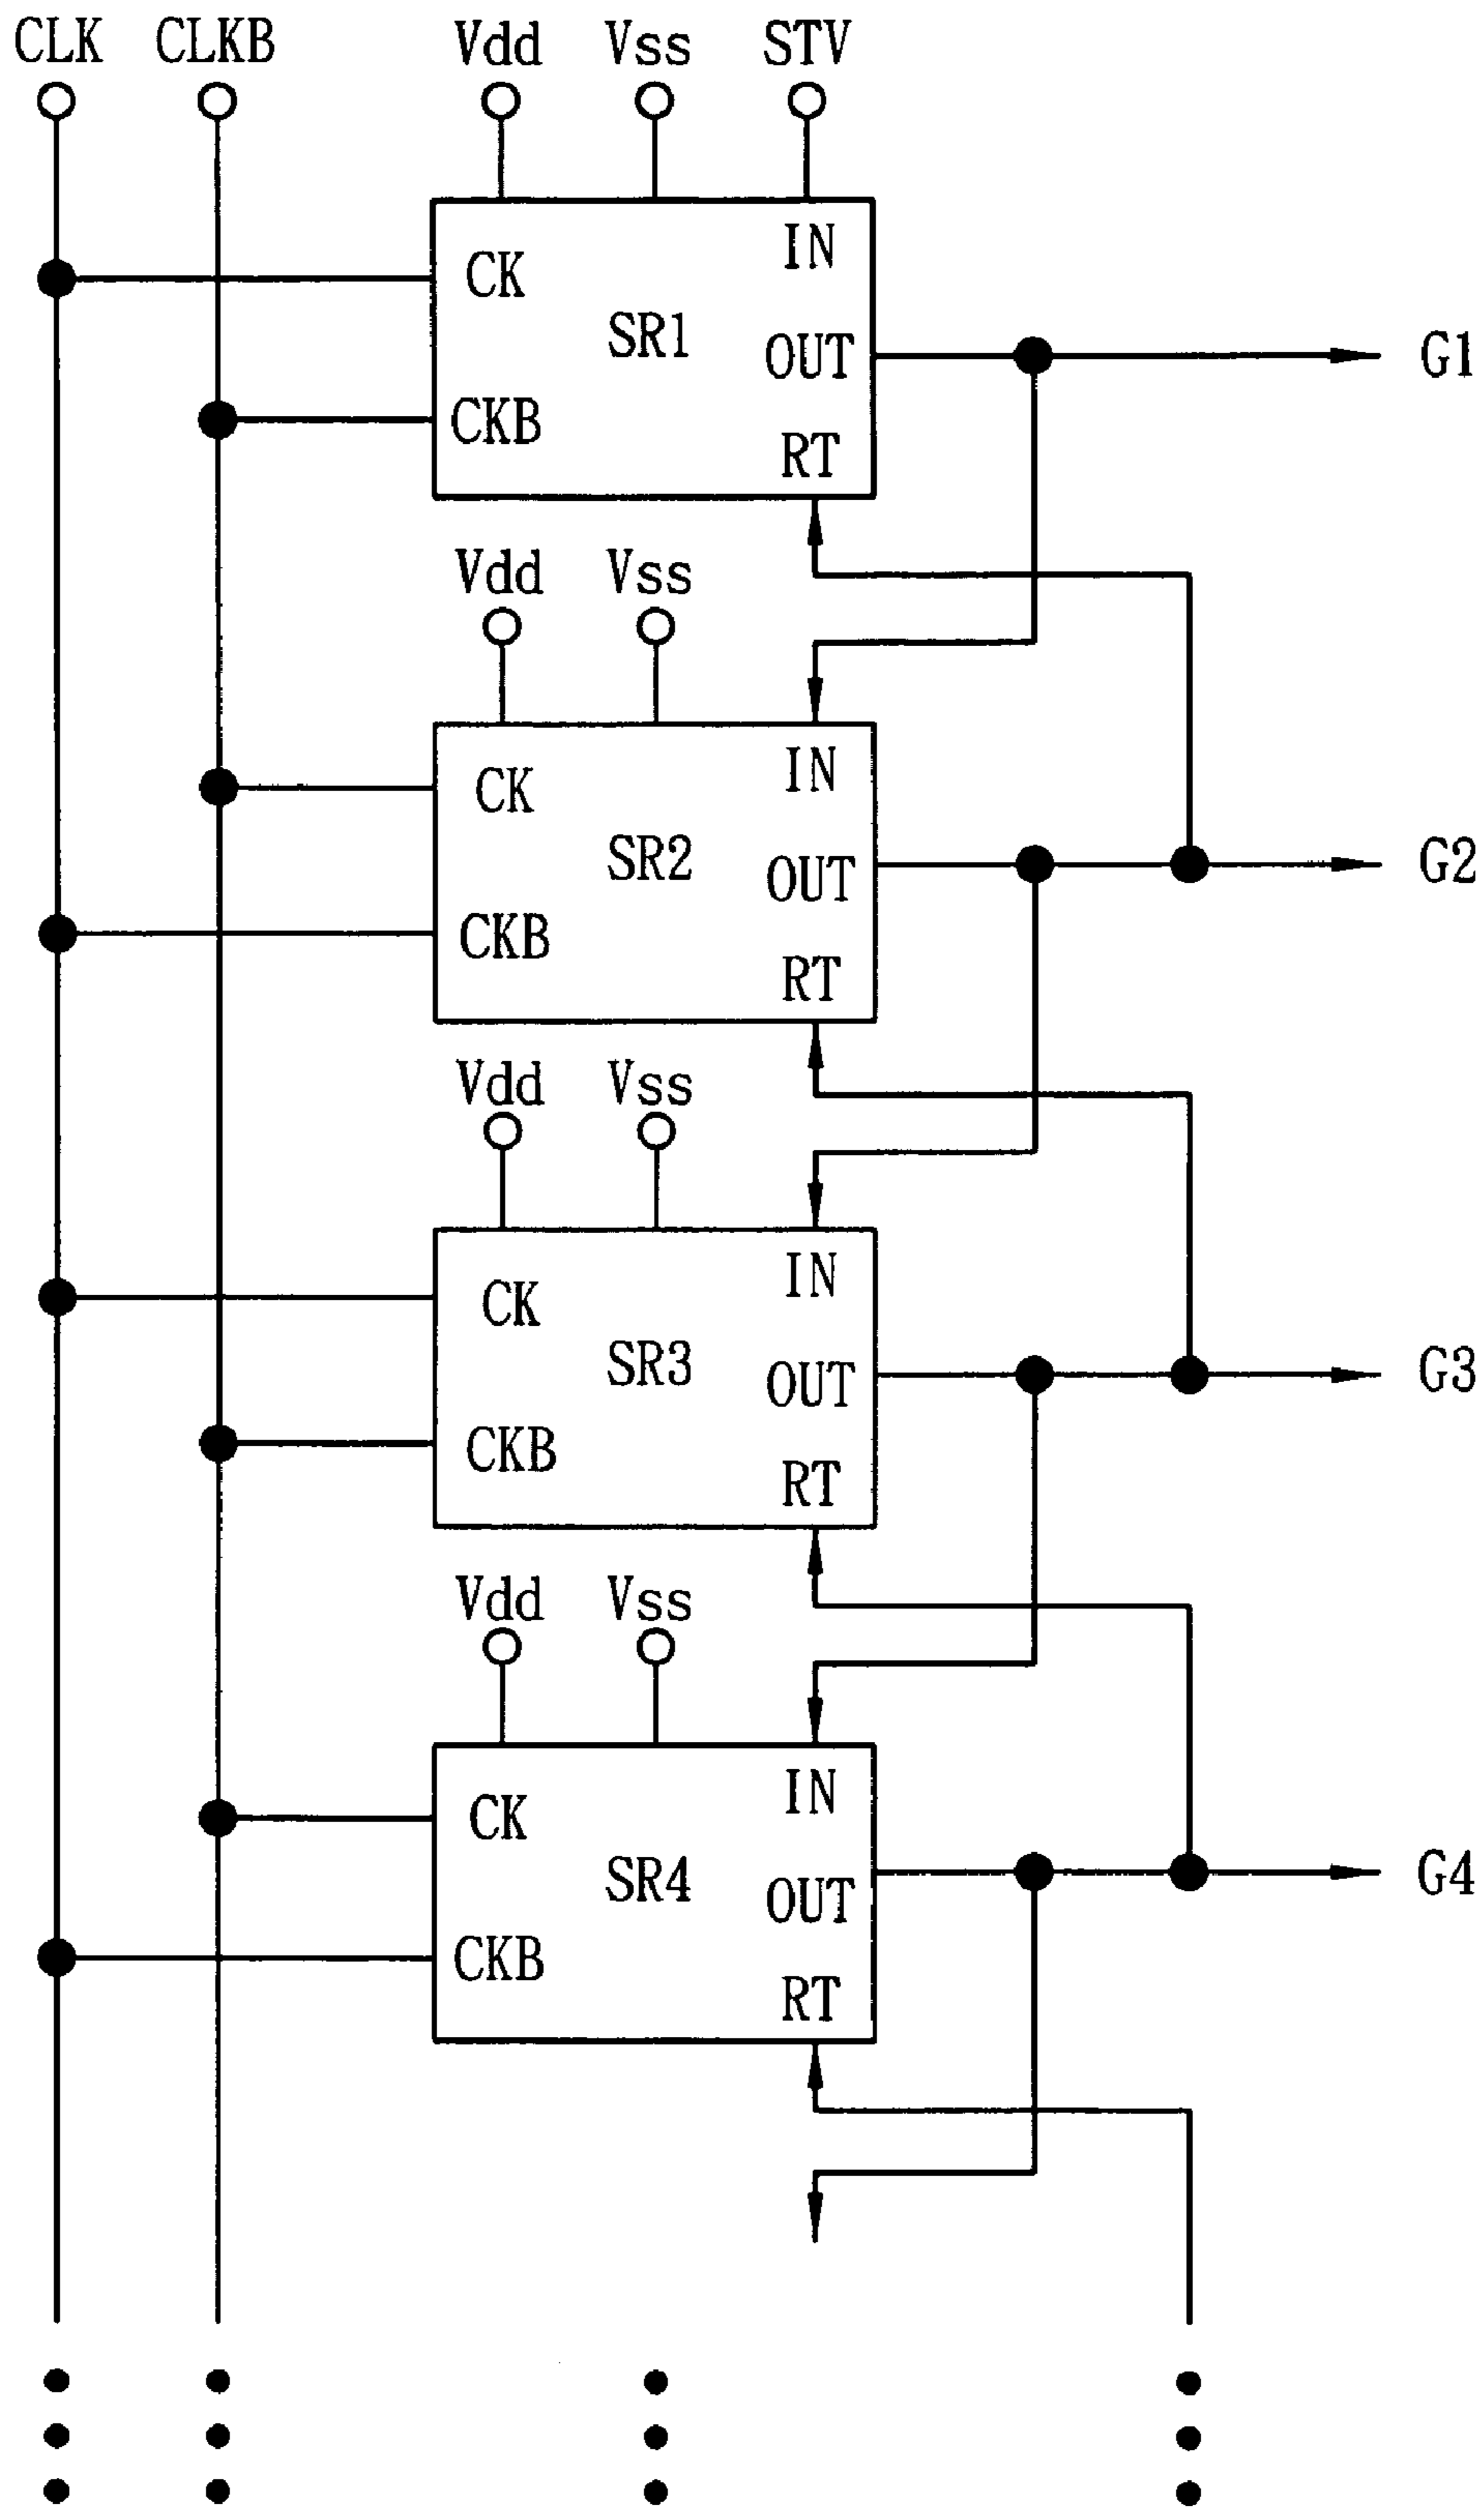 CLK CLKB Vdd Vss STV
IN
CK
SR1
OUT
G1
CKB
RT
Vdd Vss
IN
CK
SR2
OUT
G2
CKB
RT
Vdd Vss
IN
CK
SR3
OUT
G3
CKB
RT
Vdd Vss
IN
CK
SR4
OUT
G4
CKB
RT